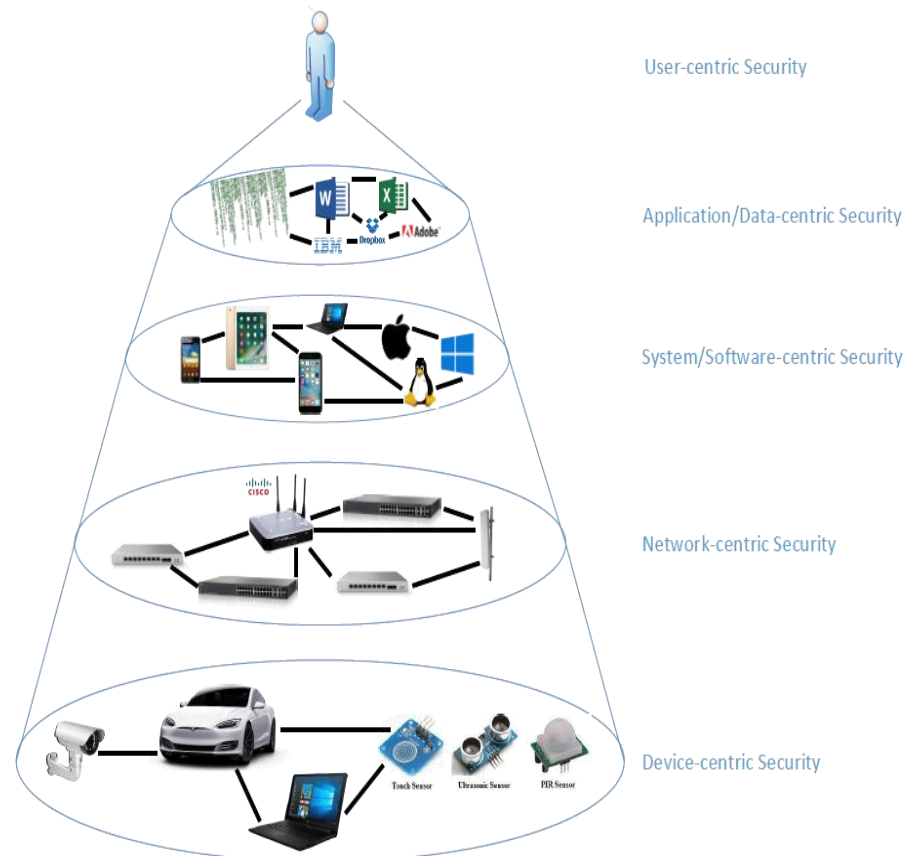 User-centric Security
W
X
Application/Data-centric Security
IBM
Dropbox
Adobe
System/Software-centric Security
CISCO
Network-centric Security
Touch Sensor
Ultrasonic Sensor
PIR Sensor
Device-centric Security